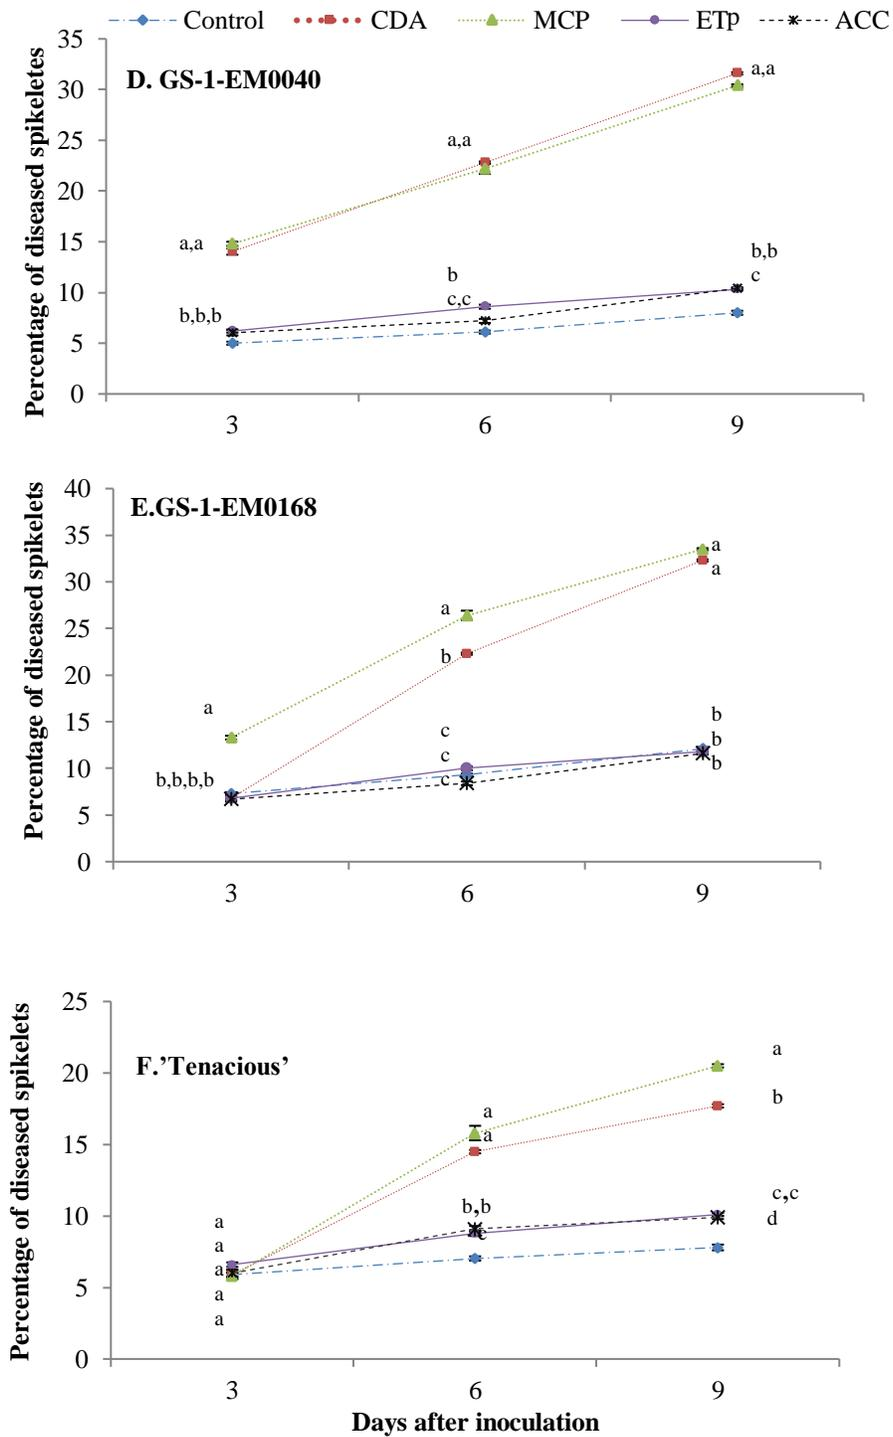 Control CDA MCP ETp ACC
D. GS-1-EM0040
Percentage of diseased spikeletes
35
30
25
20
15
10
5
0
a,a
b,b,b
a,a
b
c,c
a,a
b,b
c
3 6 9
E.GS-1-EM0168
Percentage of diseased spikelets
40
35
30
25
20
15
10
5
0
a
b,b,b,b
a
b
c
c
c
a
a
b
b
b
3 6 9
F.’Tenacious’
Percentage of diseased spikelets
25
20
15
10
5
0
a
a
a
a
a
a
a
b,b
c
a
b
c,c
d
3 6 9
Days after inoculation